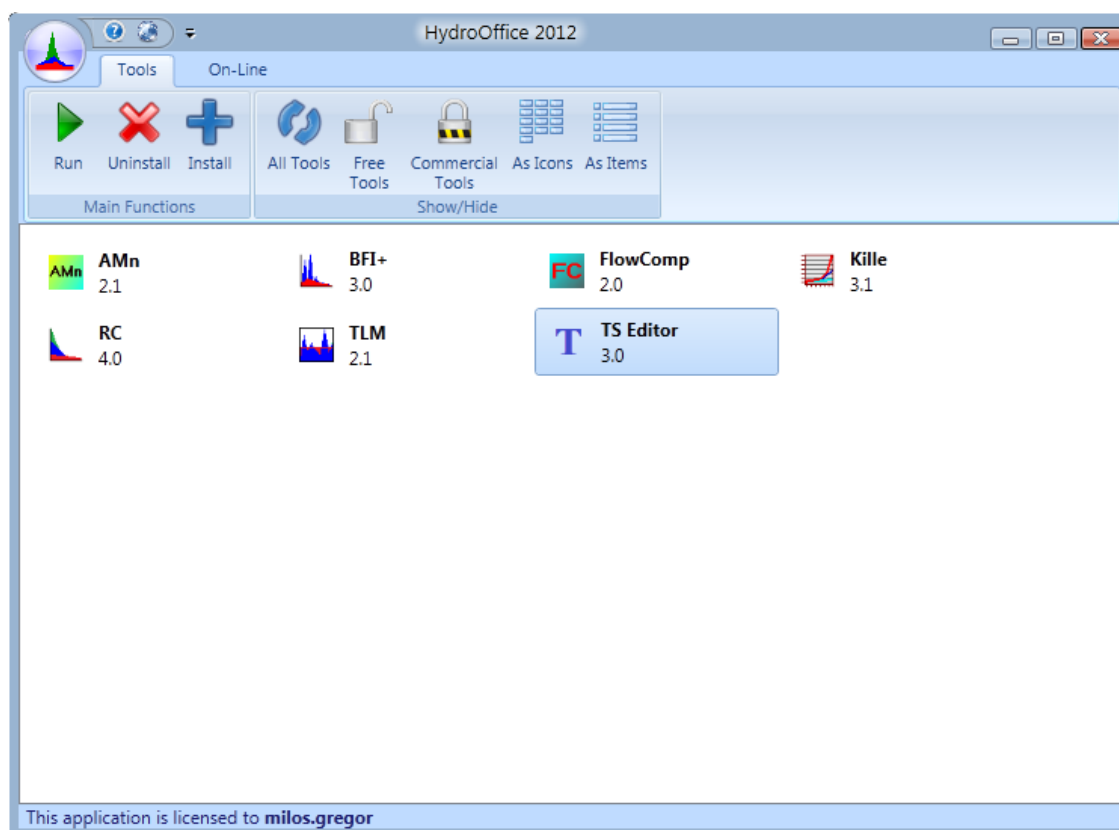 HydroOffice 2012
Tools On-Line
Run Uninstall Install All Tools Free Tools Commercial Tools As Icons As Items
Main Functions Show/Hide
AMn AMn BFI+ FC FlowComp Kille
2.1 3.0 2.0 3.1
RC TLM T TS Editor
4.0 2.1 3.0
This application is licensed to milos.gregor